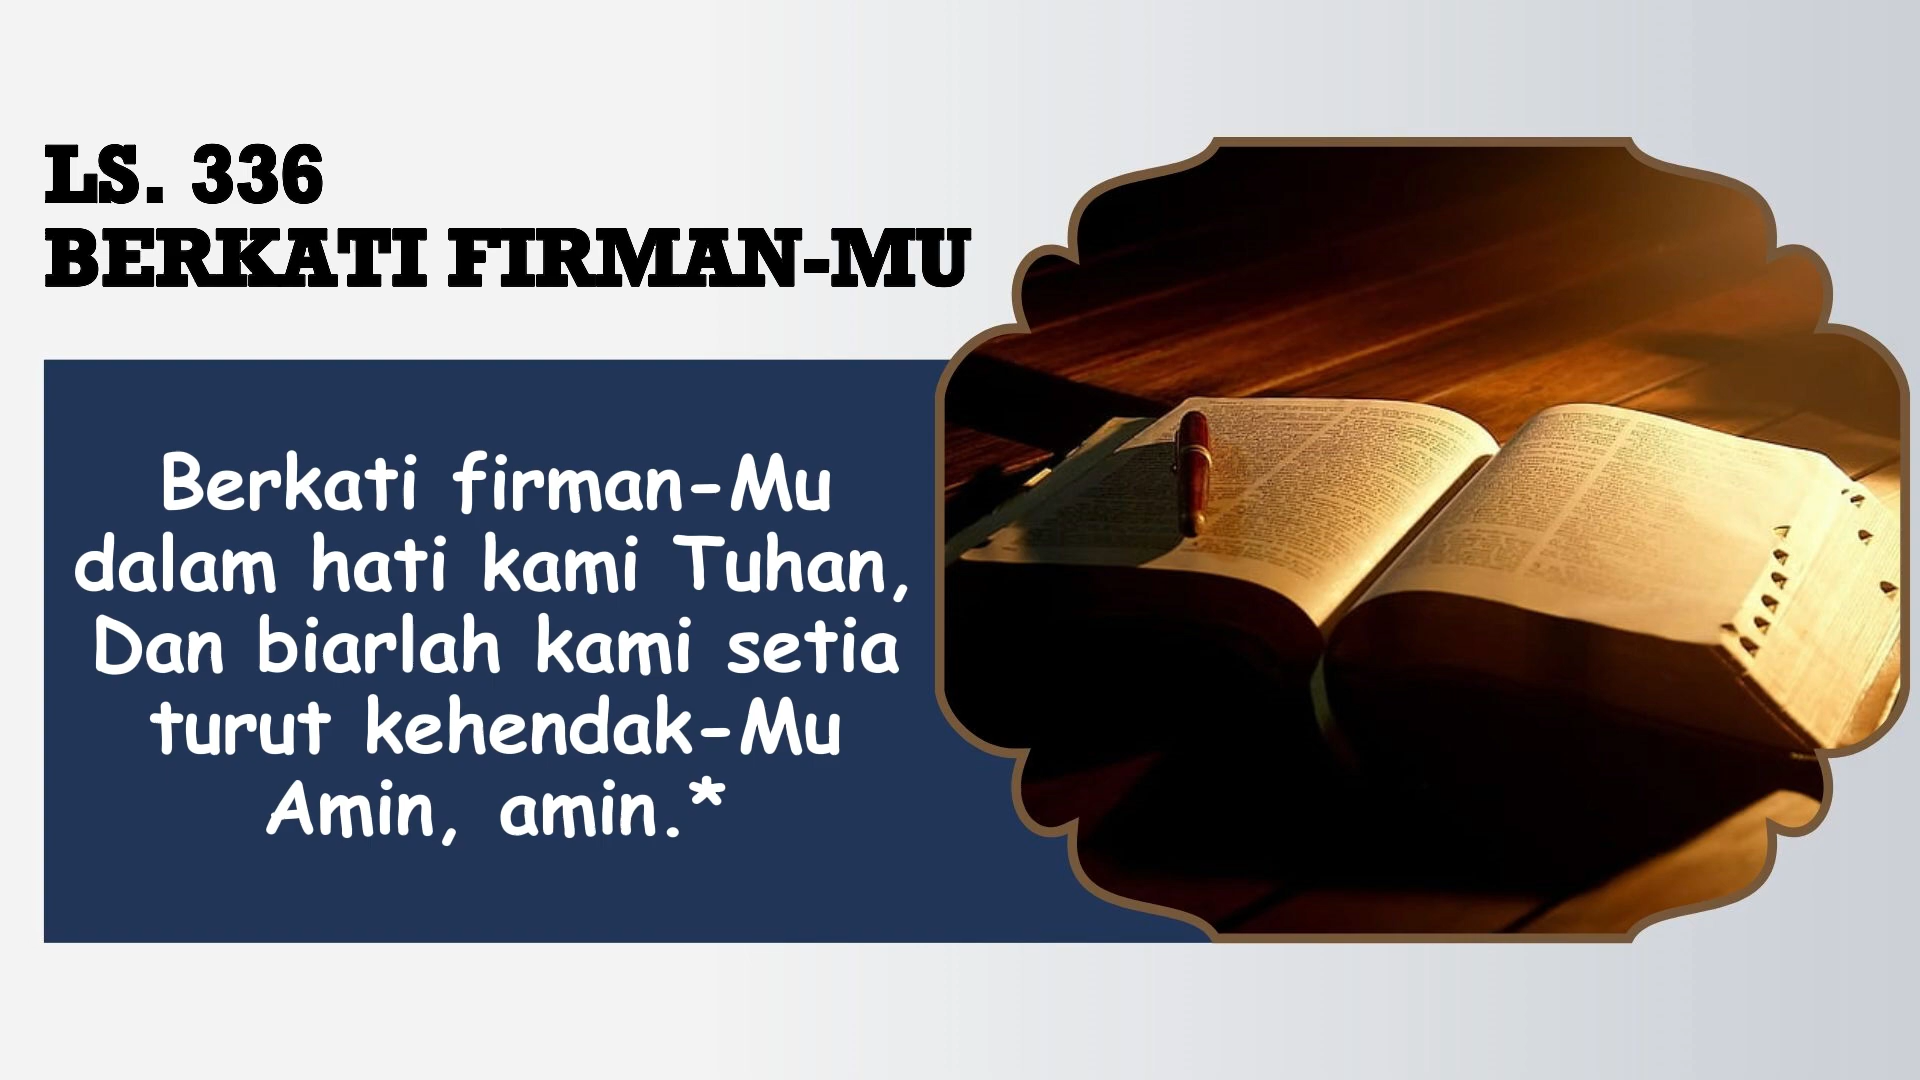 LS. 336
BERKATI FIRMAN-MU
Berkati firman-Mu
dalam hati kami Tuhan,
Dan biarlah kami setia
turut kehendak-Mu
Amin, amin.*